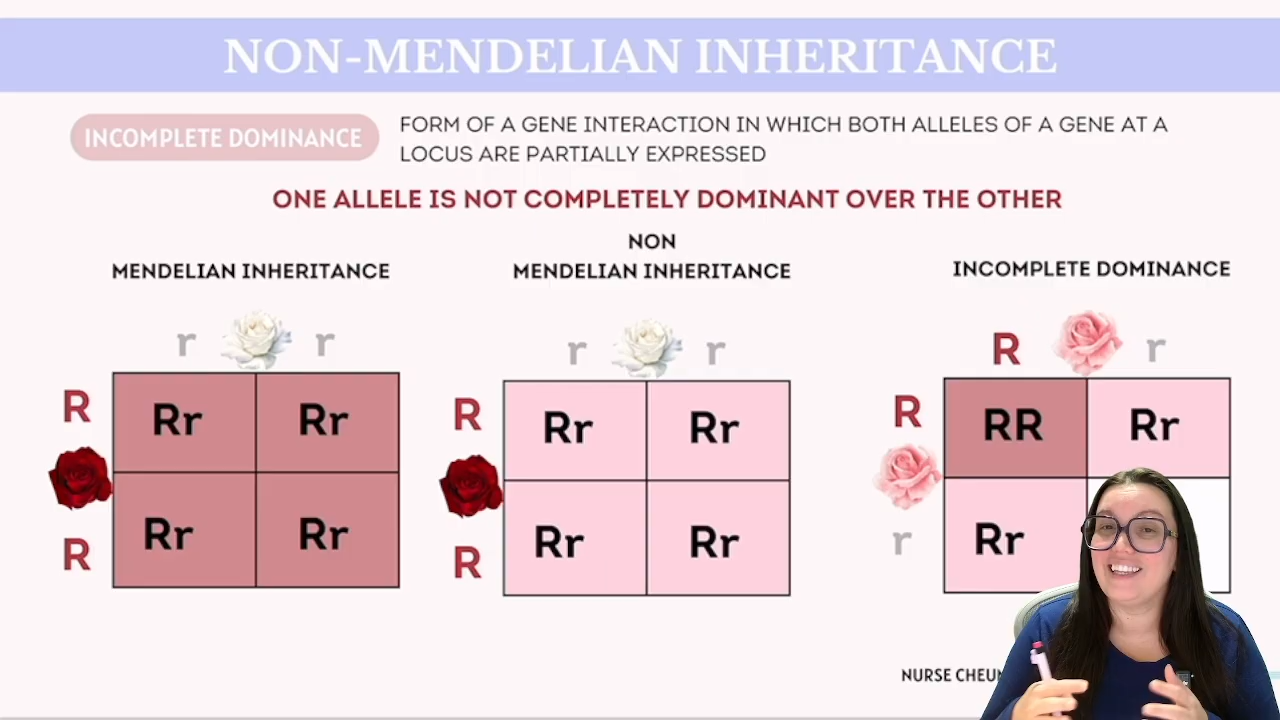 NON-MENDELIAN INHERITANCE
INCOMPLETE DOMINANCE
FORM OF A GENE INTERACTION IN WHICH BOTH ALLELES OF A GENE AT A
LOCUS ARE PARTIALLY EXPRESSED
ONE ALLELE IS NOT COMPLETELY DOMINANT OVER THE OTHER
MENDELIAN INHERITANCE
r r
R Rr Rr
R Rr Rr
NON
MENDELIAN INHERITANCE
r r
R Rr Rr
R Rr Rr
INCOMPLETE DOMINANCE
R r
R RR Rr
r Rr
NURSE